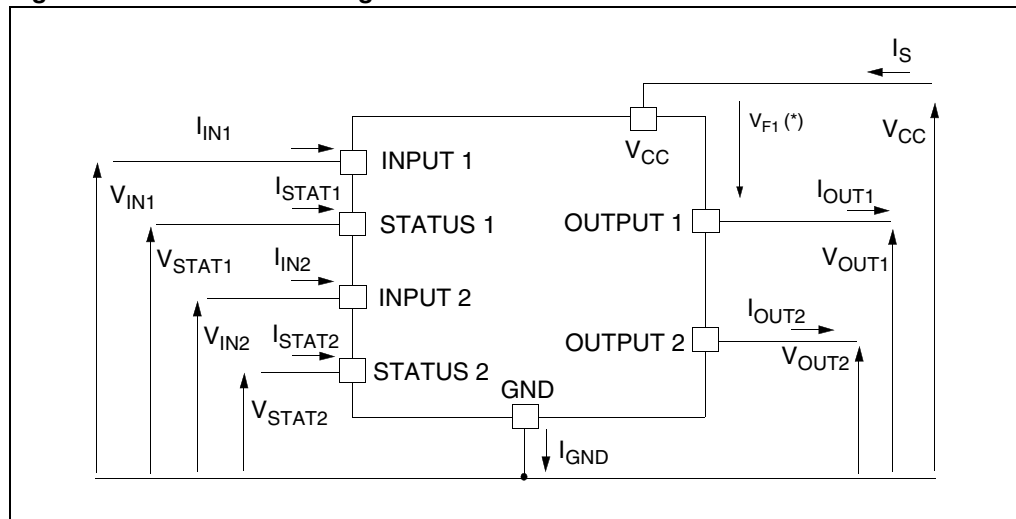 I_S
V_F1 (*)
V_CC
V_CC
I_IN1
INPUT 1
V_IN1
I_STAT1
STATUS 1
OUTPUT 1
I_OUT1
V_STAT1
V_OUT1
I_IN2
INPUT 2
V_IN2
I_OUT2
I_STAT2
OUTPUT 2
V_OUT2
STATUS 2
GND
V_STAT2
I_GND